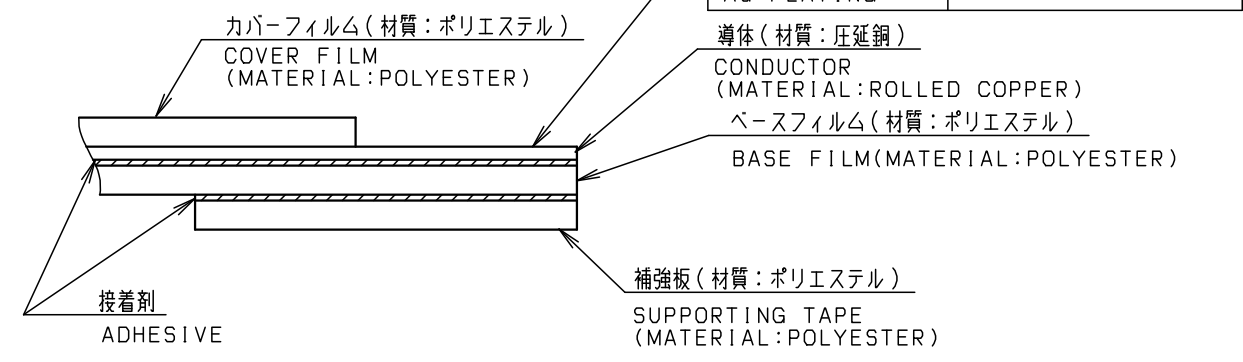 カバーフィルム(材質:ポリエステル)
COVER FILM
(MATERIAL:POLYESTER)
導体(材質:圧延銅)
CONDUCTOR
(MATERIAL:ROLLED COPPER)
ベースフィルム(材質:ポリエステル)
BASE FILM(MATERIAL:POLYESTER)
補強板(材質:ポリエステル)
SUPPORTING TAPE
(MATERIAL:POLYESTER)
接着剤
ADHESIVE